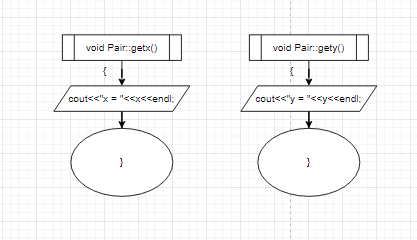 void Pair::getx()
{
cout<<"x = "<<x<<endl;
}
void Pair::gety()
{
cout<<"y = "<<y<<endl;
}